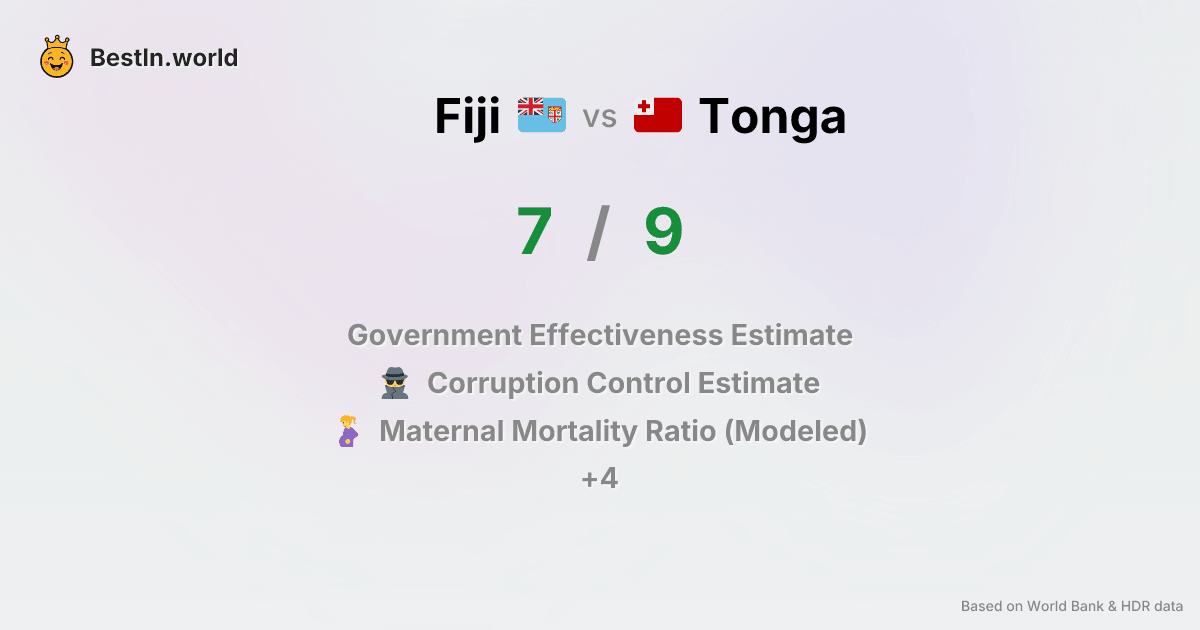 BestIn.world
Fiji vs Tonga
7 / 9
Government Effectiveness Estimate
Corruption Control Estimate
Maternal Mortality Ratio (Modeled)
+4
Based on World Bank & HDR data